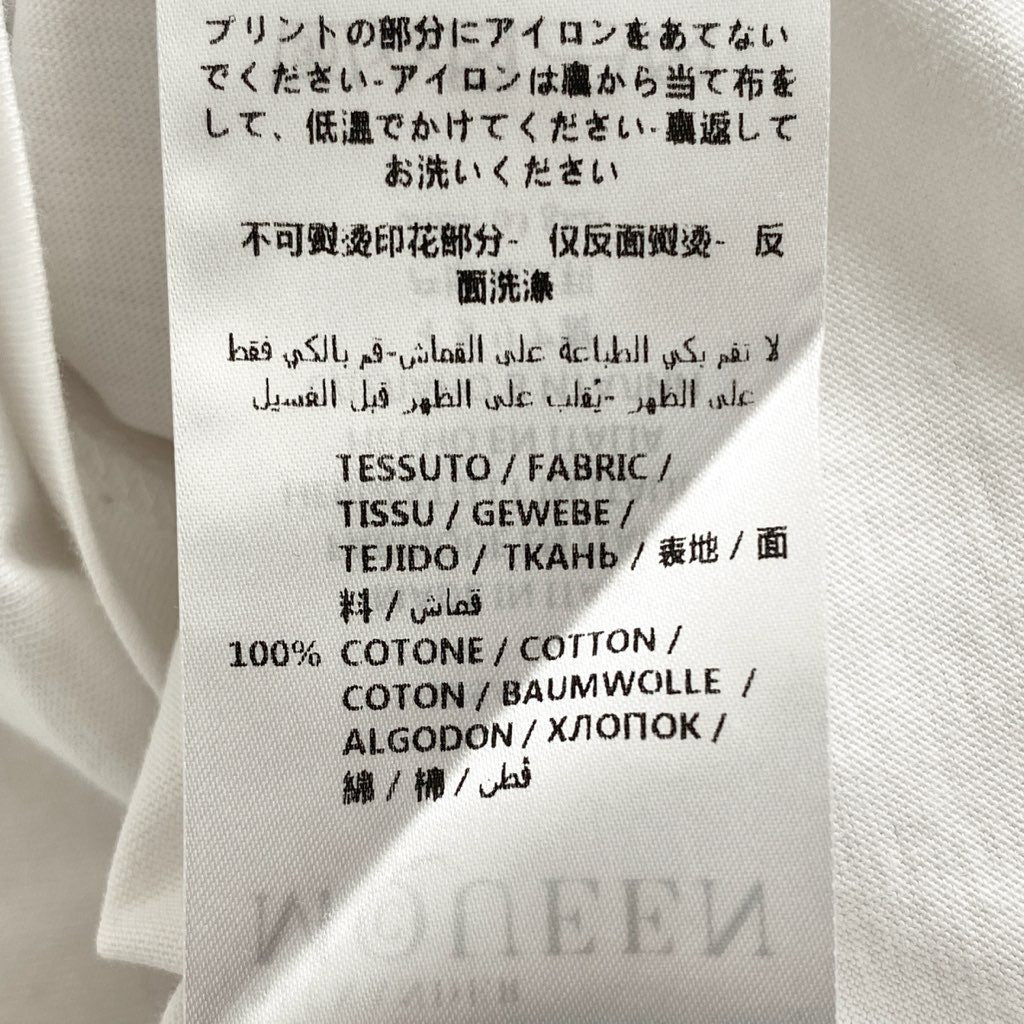 プリントの部分にアイロンをあてない
でください-アイロンは裏から当て布を
して、低温でかけてください-裏返して
お洗いください
不可熨烫印花部分- 仅反面熨烫- 反
面洗涤
لا تقم بكي الطباعة على القماش-قم بالكي فقط
على الظهر -يُقلب على الظهر قبل الغسيل
TESSUTO / FABRIC /
TISSU / GEWEBE /
TEJIDO / ТКАНЬ / 表地 / 面
料 / قماش
100% COTONE / COTTON /
COTON / BAUMWOLLE /
ALGODON / ХЛОПОК /
綿 / 棉 / قطن
MQUEEN